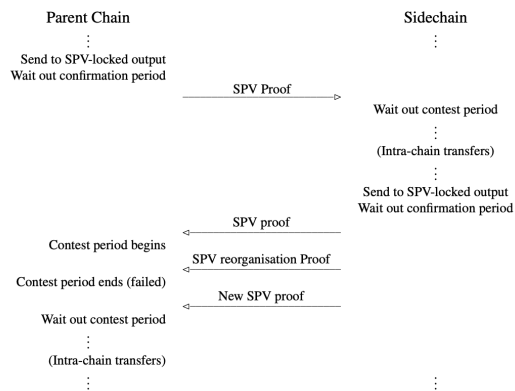 Parent Chain
Sidechain
Send to SPV-locked output
Wait out confirmation period
SPV Proof
Wait out contest period
(Intra-chain transfers)
Send to SPV-locked output
Wait out confirmation period
SPV proof
Contest period begins
SPV reorganisation Proof
Contest period ends (failed)
New SPV proof
Wait out contest period
(Intra-chain transfers)